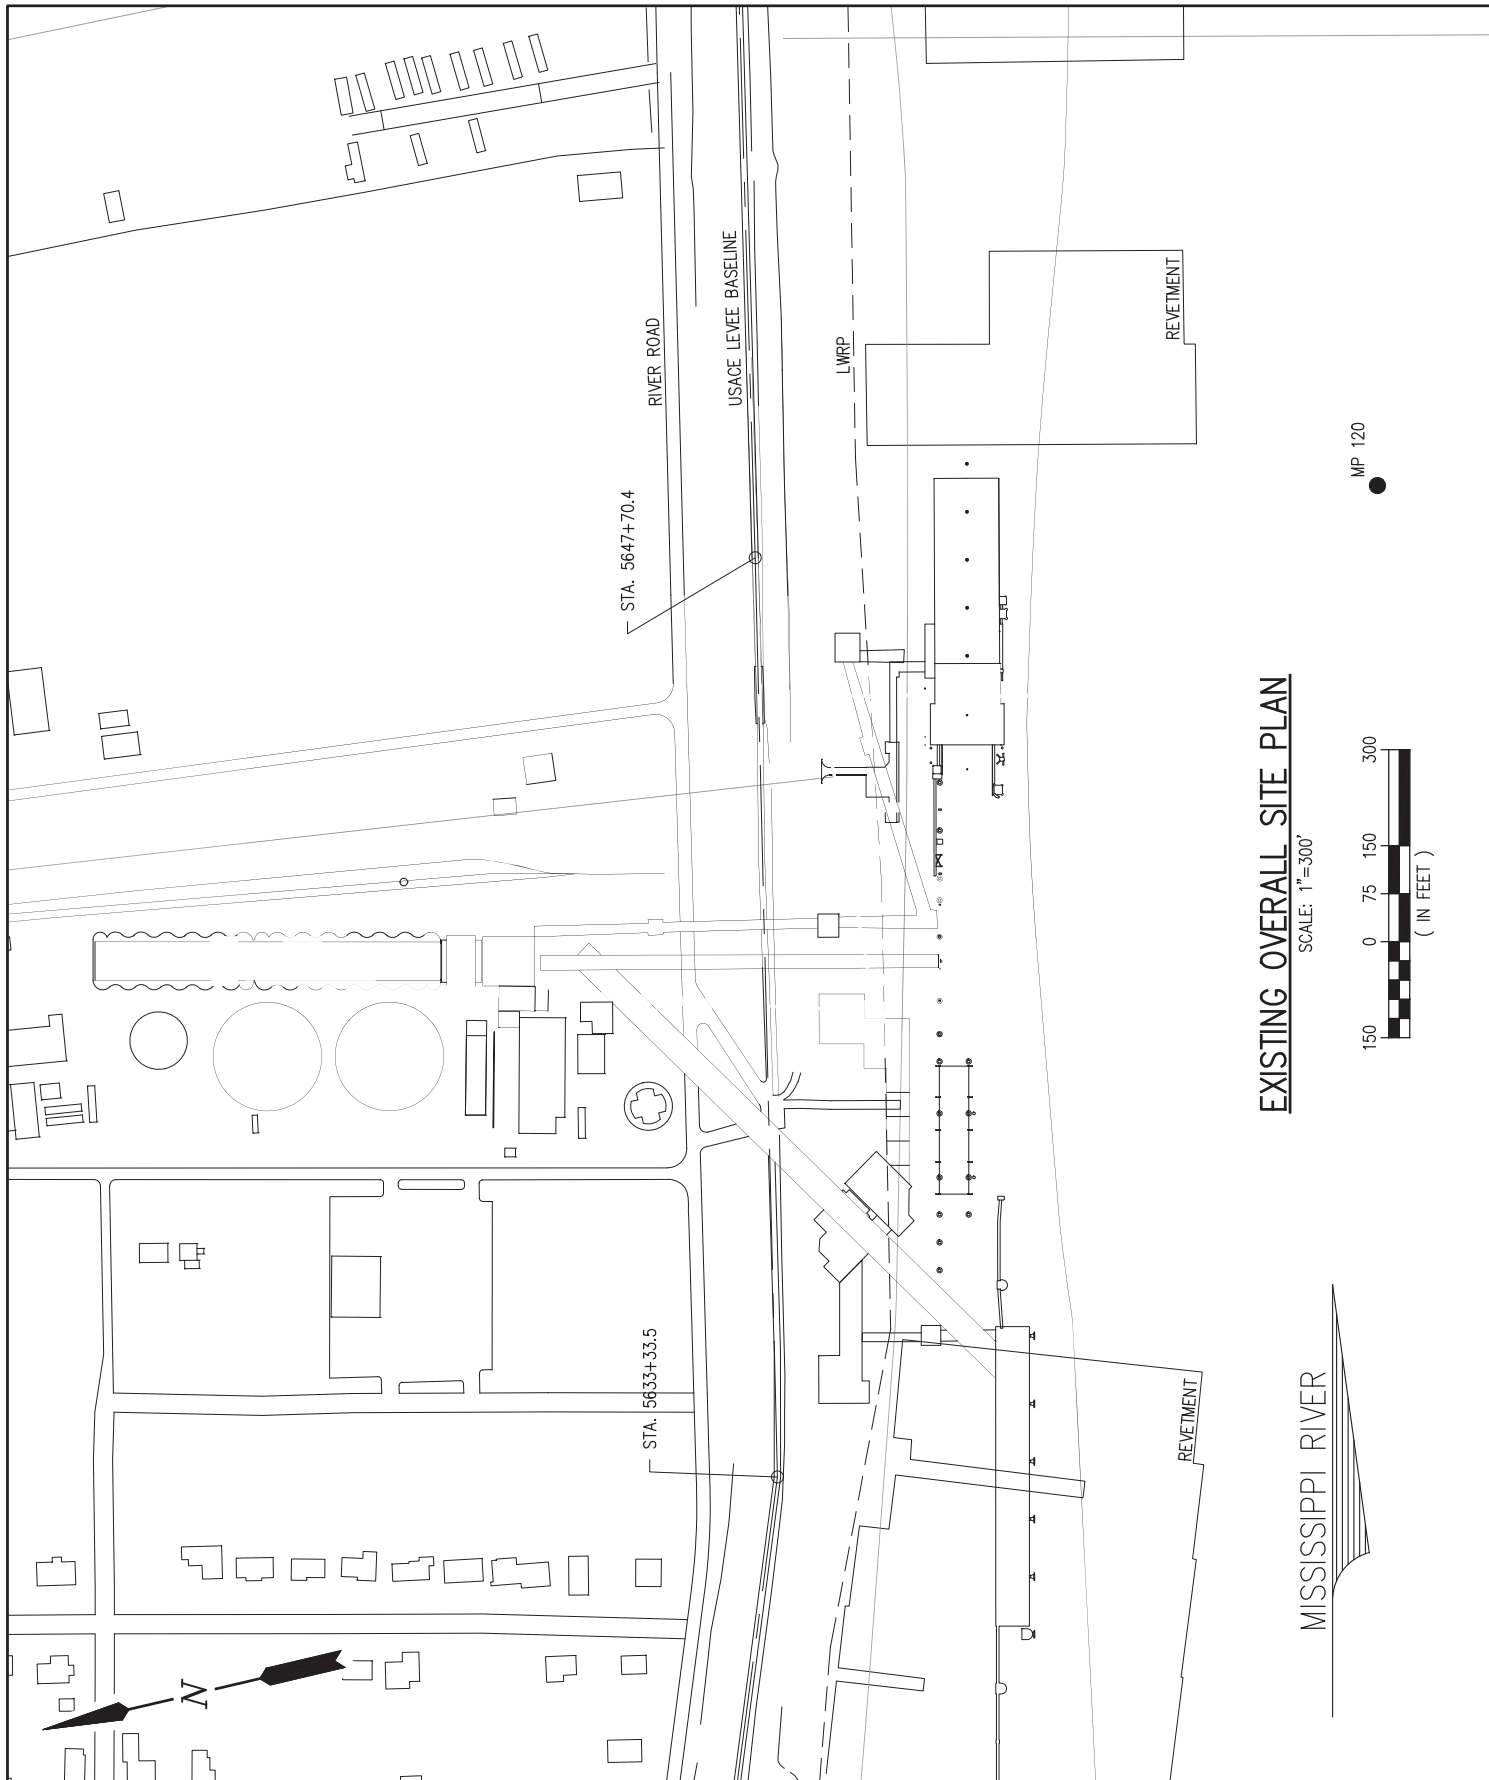 RIVER ROAD
USACE LEVEE BASELINE
LWRP
REVETMENT
MP 120
STA. 5647+70.4
STA. 5633+33.5
REVETMENT
N
MISSISSIPPI RIVER
EXISTING OVERALL SITE PLAN
SCALE: 1"=300'
150 0 75 150 300
( IN FEET )